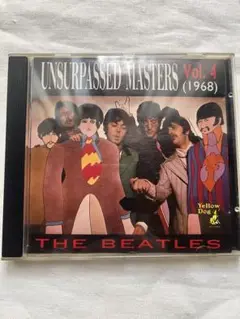 UNSURPASSED MASTERS Vol. 4
(1968)
Yellow
Dog
THE BEATLES